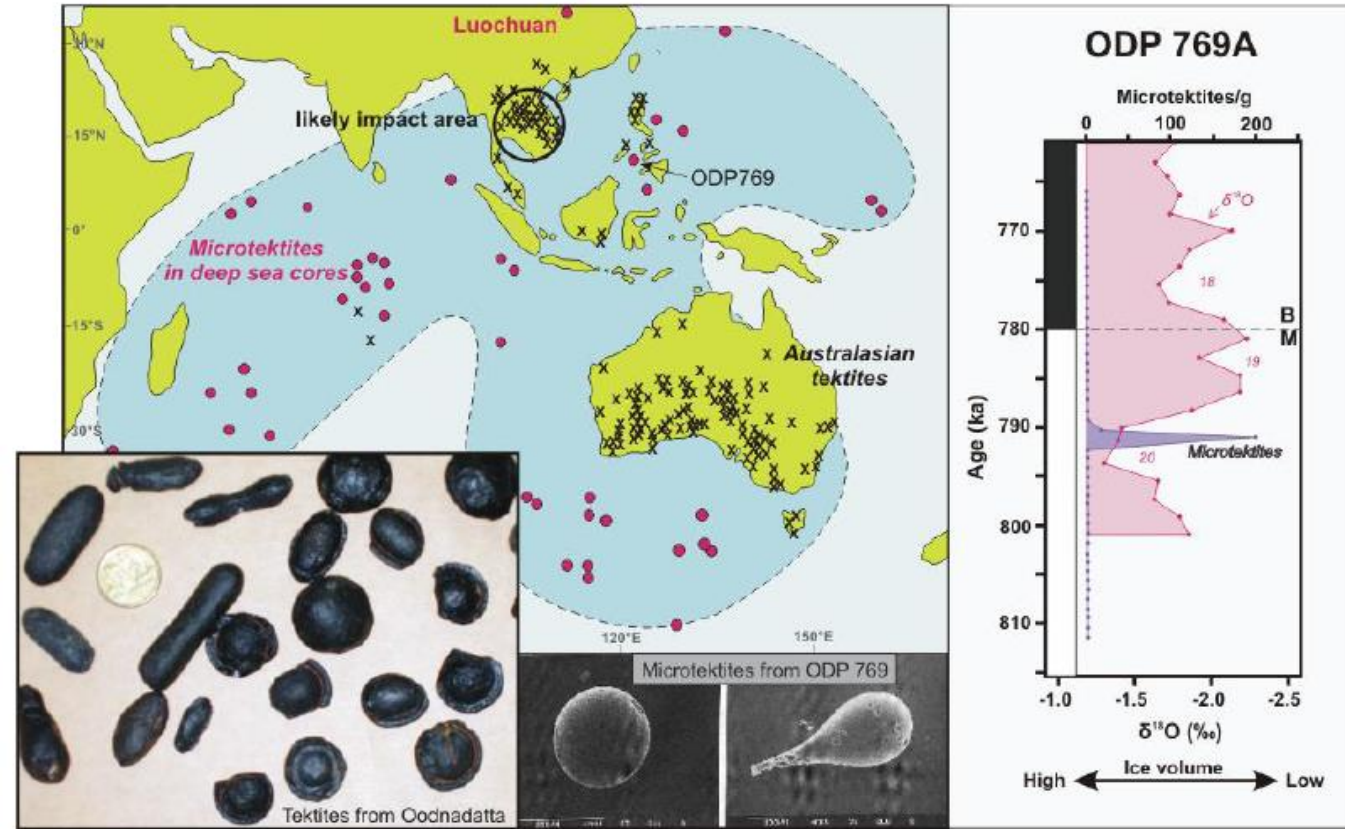 Luochuan
30°N
likely impact area
15°N
ODP769
0°
Microtektites
in deep sea cores
15°S
Australasian
tektites
30°S
120°E
150°E
Tektites from Oodnadatta
Microtektites from ODP 769
ODP 769A
Microtektites/g
0
100
200
δ¹⁸O
770
18
B
780
M
19
Age (ka)
790
Microtektites
20
800
810
-1.0
-1.5
-2.0
-2.5
δ¹⁸O (‰)
High
Ice volume
Low